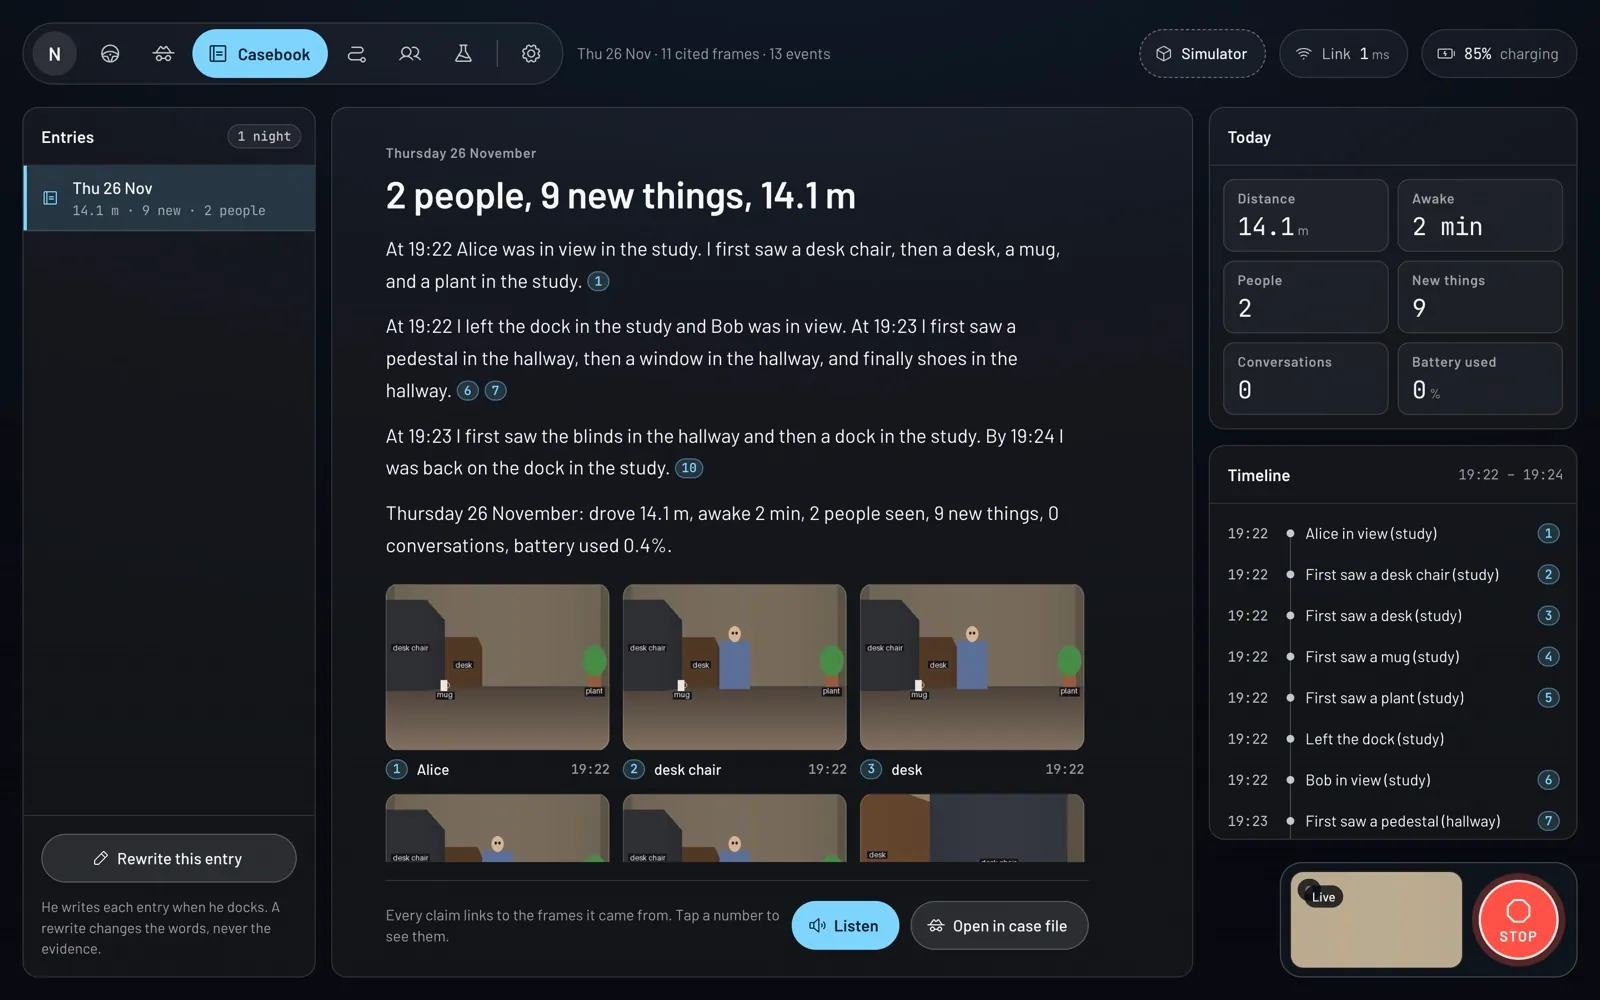 N
Casebook
Thu 26 Nov · 11 cited frames · 13 events
Simulator
Link 1 ms
85% charging
Entries
1 night
Thu 26 Nov
14.1 m · 9 new · 2 people
Rewrite this entry
He writes each entry when he docks. A
rewrite changes the words, never the
evidence.
Thursday 26 November
2 people, 9 new things, 14.1 m
At 19:22 Alice was in view in the study. I first saw a desk chair, then a desk, a mug,
and a plant in the study. 1
At 19:22 I left the dock in the study and Bob was in view. At 19:23 I first saw a
pedestal in the hallway, then a window in the hallway, and finally shoes in the
hallway. 6 7
At 19:23 I first saw the blinds in the hallway and then a dock in the study. By 19:24 I
was back on the dock in the study. 10
Thursday 26 November: drove 14.1 m, awake 2 min, 2 people seen, 9 new things, 0
conversations, battery used 0.4%.
desk chair
desk
mug
plant
desk chair
desk
mug
plant
desk chair
desk
mug
plant
1 Alice 19:22
2 desk chair 19:22
3 desk 19:22
desk chair
desk chair
desk
Every claim links to the frames it came from. Tap a number to
see them.
Listen
Open in case file
Today
Distance
14.1 m
Awake
2 min
People
2
New things
9
Conversations
0
Battery used
0 %
Timeline
19:22 – 19:24
19:22 Alice in view (study) 1
19:22 First saw a desk chair (study) 2
19:22 First saw a desk (study) 3
19:22 First saw a mug (study) 4
19:22 First saw a plant (study) 5
19:22 Left the dock (study)
19:22 Bob in view (study) 6
19:23 First saw a pedestal (hallway) 7
Live
STOP